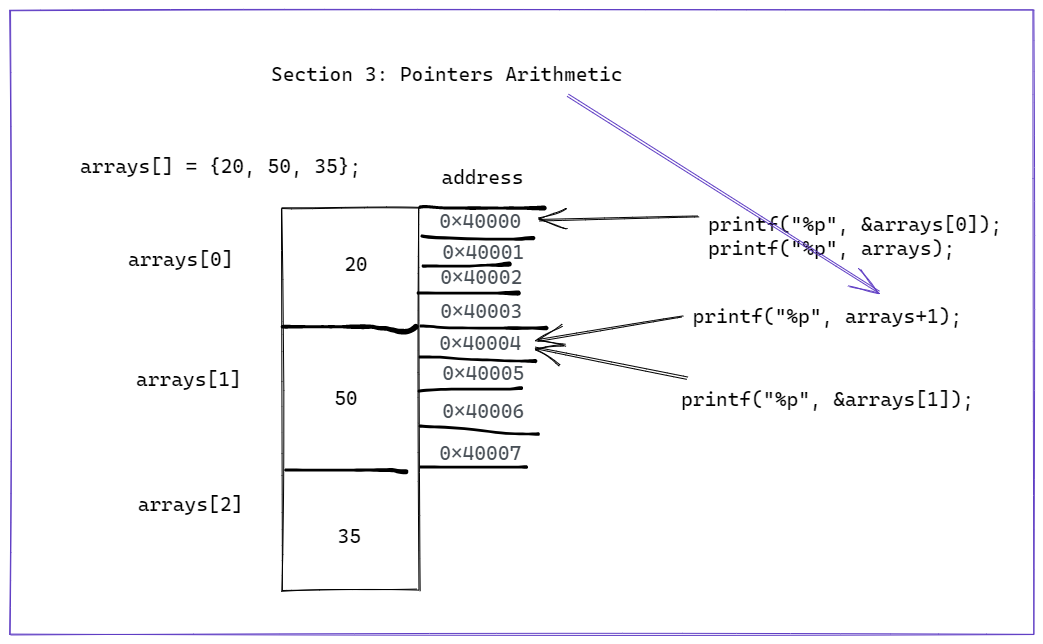 Section 3: Pointers Arithmetic
arrays[] = {20, 50, 35};
address
0×40000
printf("%p", &arrays[0]);
printf("%p", arrays);
arrays[0]
20
0×40001
0×40002
0×40003
printf("%p", arrays+1);
0×40004
0×40005
arrays[1]
50
0×40006
printf("%p", &arrays[1]);
0×40007
arrays[2]
35